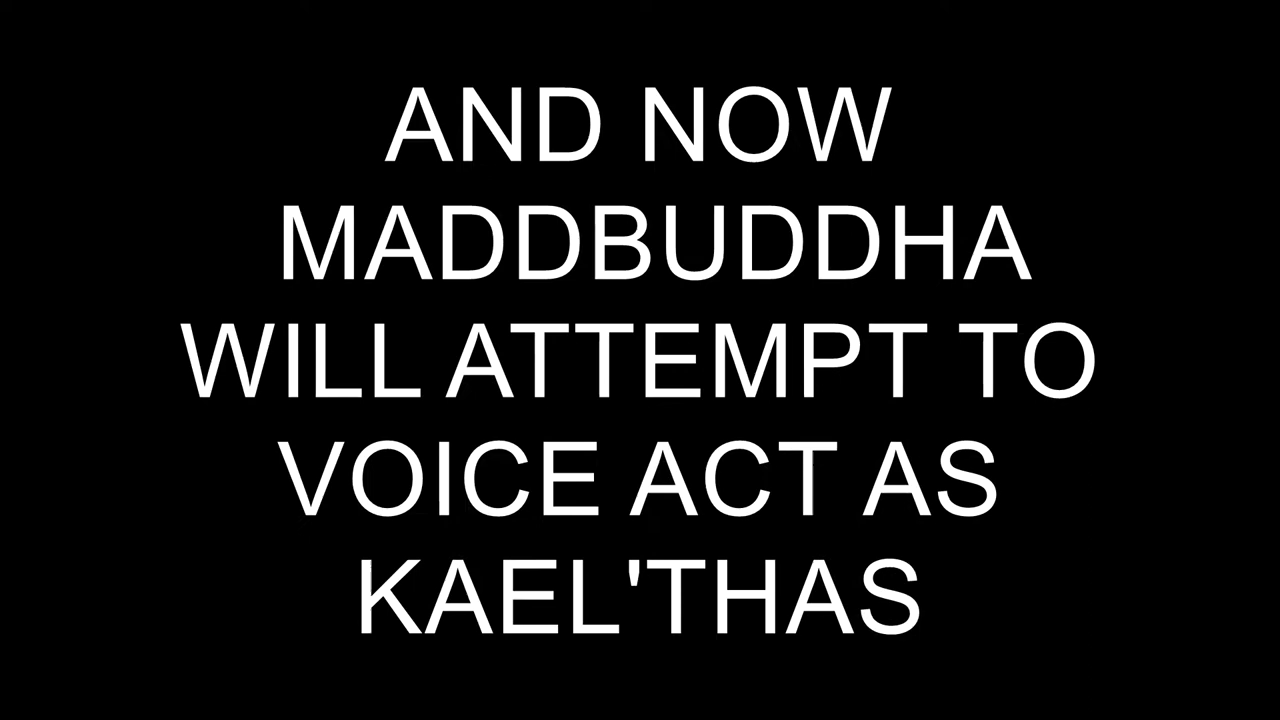 AND NOW
MADDBUDDHA
WILL ATTEMPT TO
VOICE ACT AS
KAEL'THAS